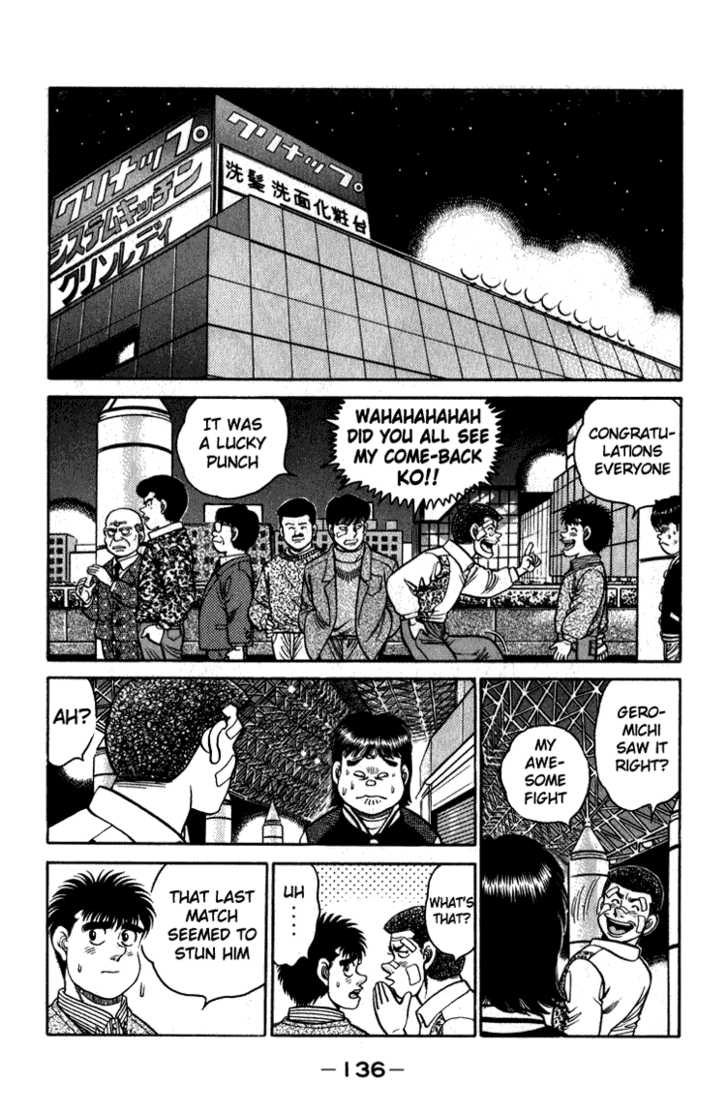 クリナップ。
システムキッチン
クリンレディ
クリナップ。
洗髪洗面化粧台
IT WAS
A LUCKY
PUNCH
WAHAHAHAHAH
DID YOU ALL SEE
MY COME-BACK
KO!!
CONGRATU-
LATIONS
EVERYONE
AH?
GERO-
MICHI
SAW IT
RIGHT?
MY
AWE-
SOME
FIGHT
THAT LAST
MATCH
SEEMED TO
STUN HIM
UH
....
WHAT'S
THAT?
-136-